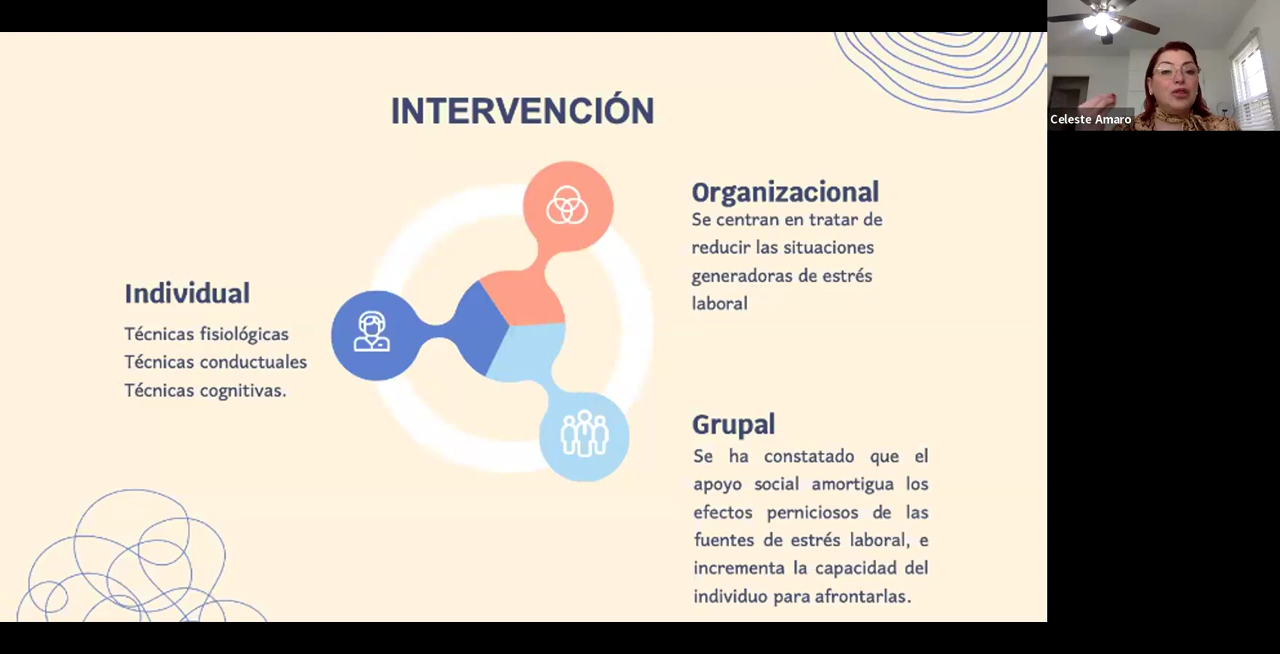 INTERVENCIÓN
Individual
Técnicas fisiológicas
Técnicas conductuales
Técnicas cognitivas.
Organizacional
Se centran en tratar de
reducir las situaciones
generadoras de estrés
laboral
Grupal
Se ha constatado que el
apoyo social amortigua los
efectos perniciosos de las
fuentes de estrés laboral, e
incrementa la capacidad del
individuo para afrontarlas.
Celeste Amaro